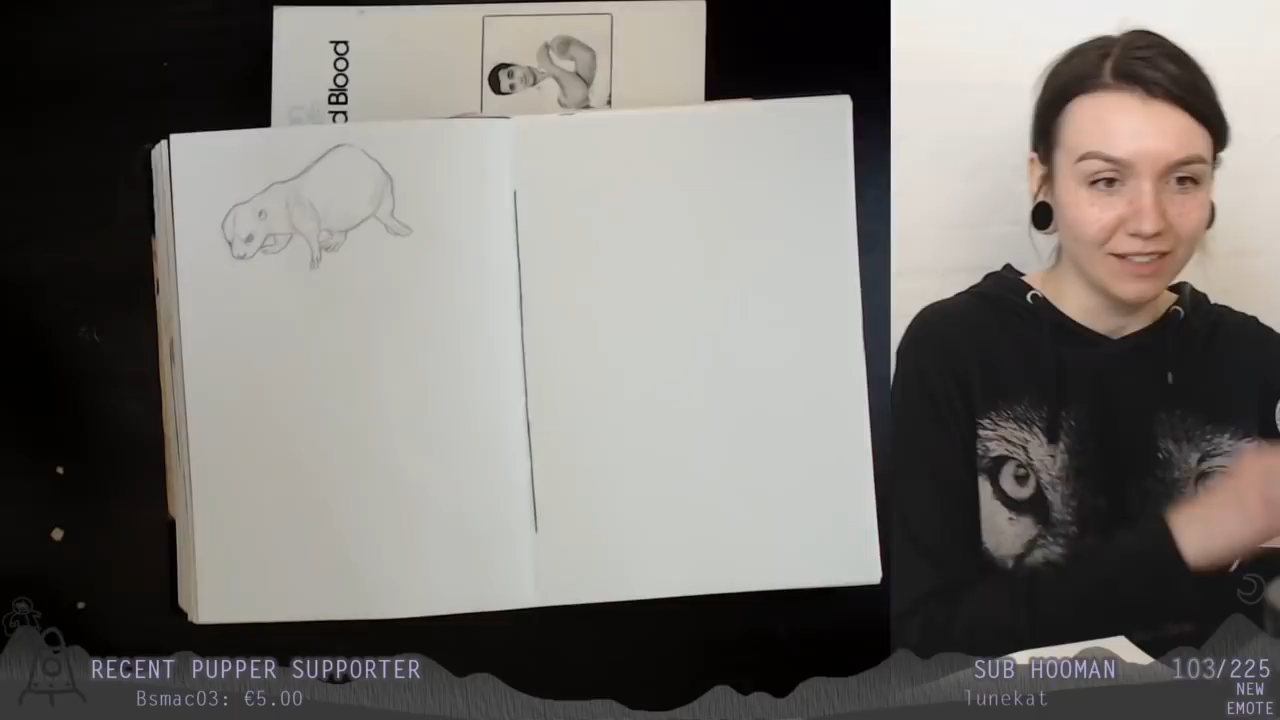 d Blood
RECENT PUPPER SUPPORTER
Bsmac03: €5.00
SUB HOOMAN 103/225
lunekat
NEW
EMOTE